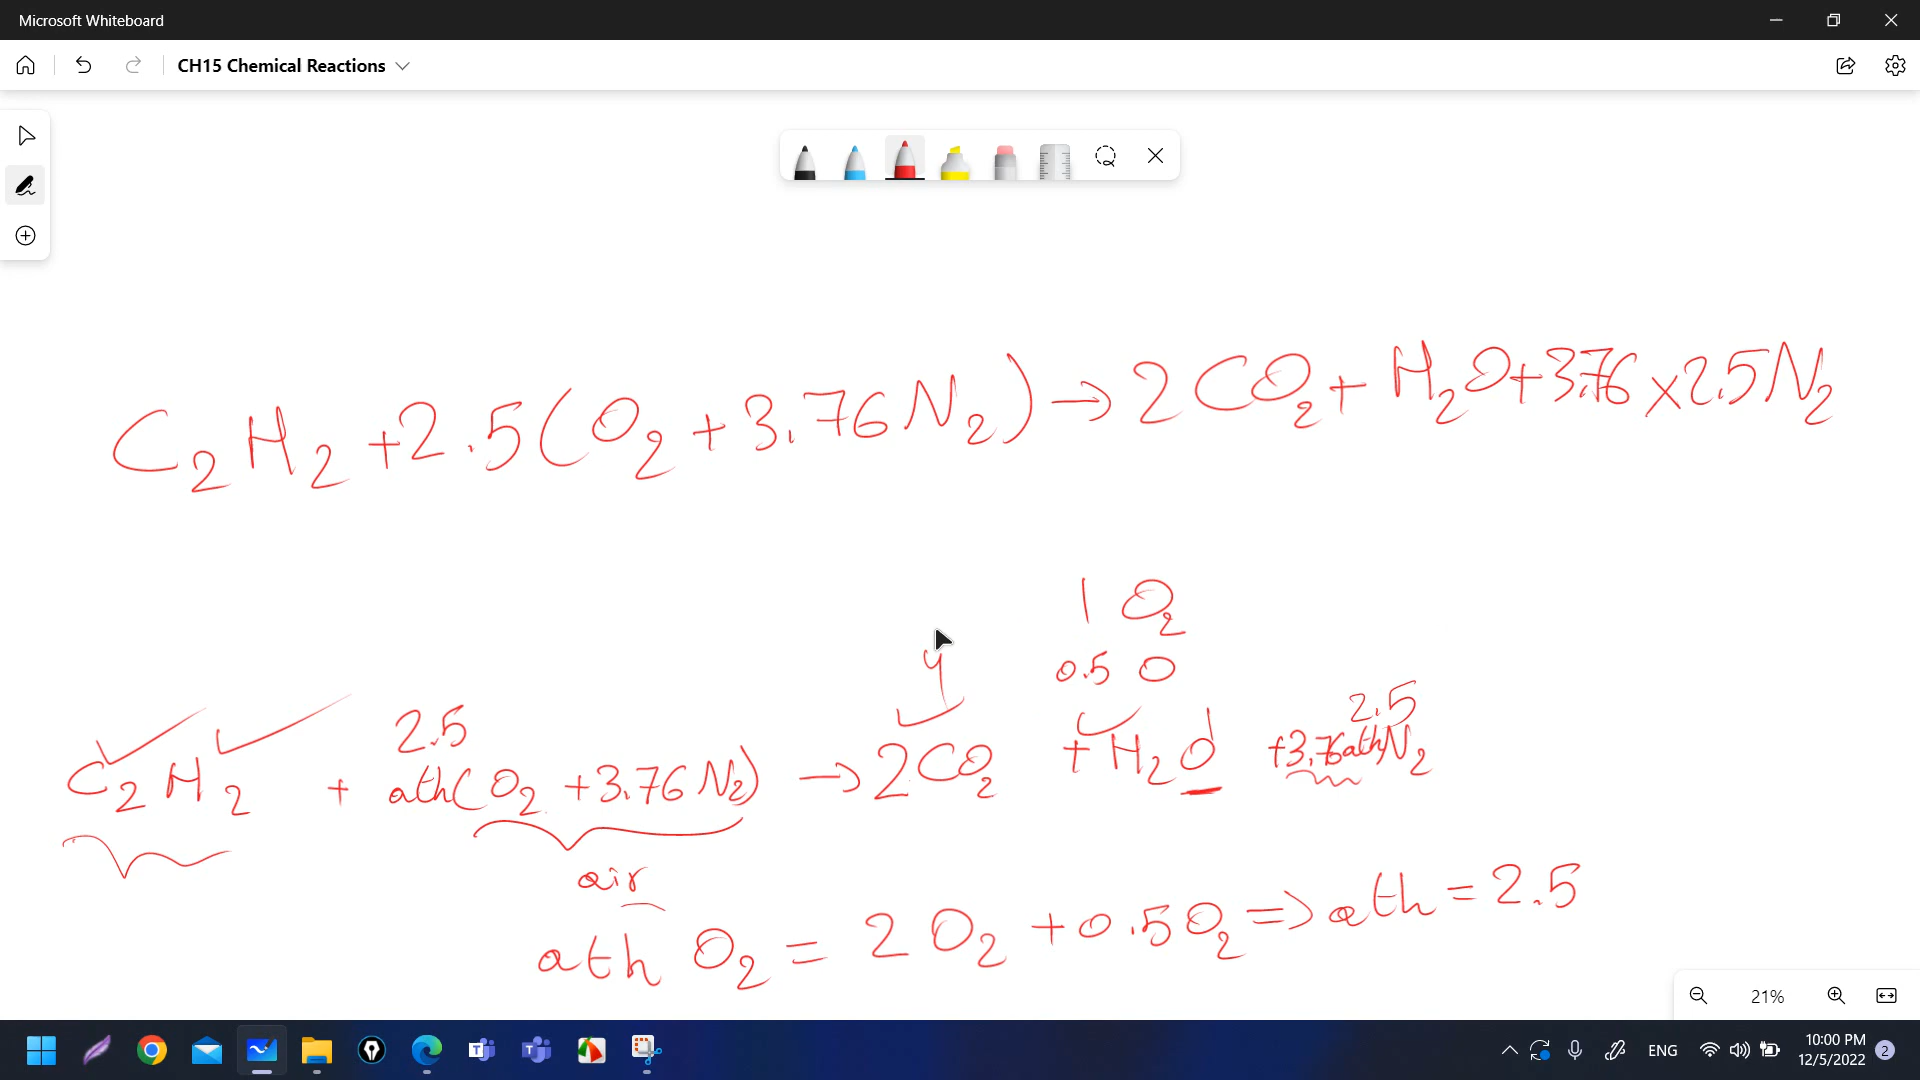 Microsoft Whiteboard
CH15 Chemical Reactions
C₂H₂ +2.5(O₂ +3.76N₂) → 2CO₂ + H₂O+3.76×2.5N₂
1 O₂
4
0.5 O
2.5
2.5
C₂H₂ + ath(O₂ +3.76N₂) → 2CO₂ + H₂O +3.76athN₂
air
ath O₂ = 2O₂ +0.5O₂ ⇒ ath = 2.5
21%
ENG
10:00 PM
12/5/2022
2